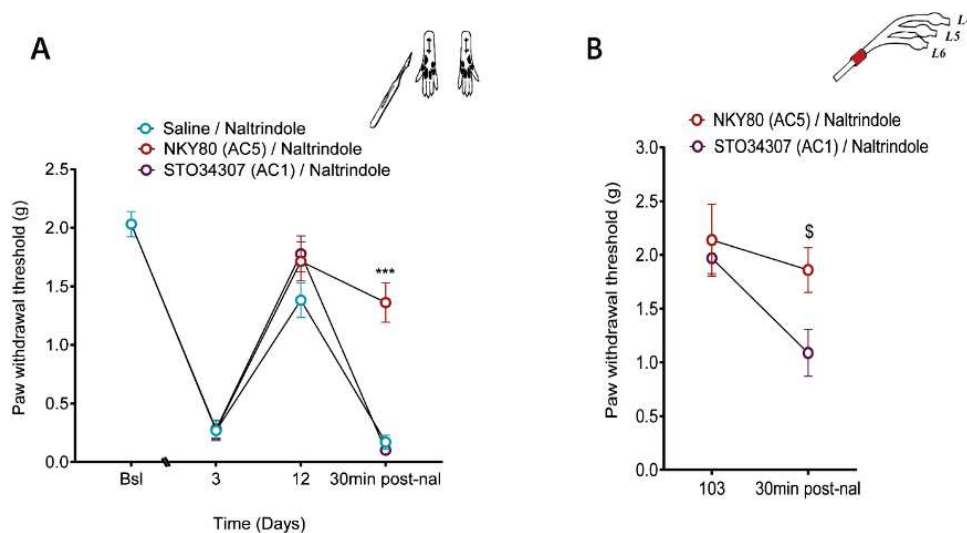 A
Saline / Naltrindole
NKY80 (AC5) / Naltrindole
STO34307 (AC1) / Naltrindole
Paw withdrawal threshold (g)
2.5
2.0
1.5
1.0
0.5
0.0
***
Bsl
3
12
30min post-nal
Time (Days)
B
L5
L6
NKY80 (AC5) / Naltrindole
STO34307 (AC1) / Naltrindole
Paw withdrawal threshold (g)
3.0
2.5
2.0
1.5
1.0
0.5
0.0
$
103
30min post-nal